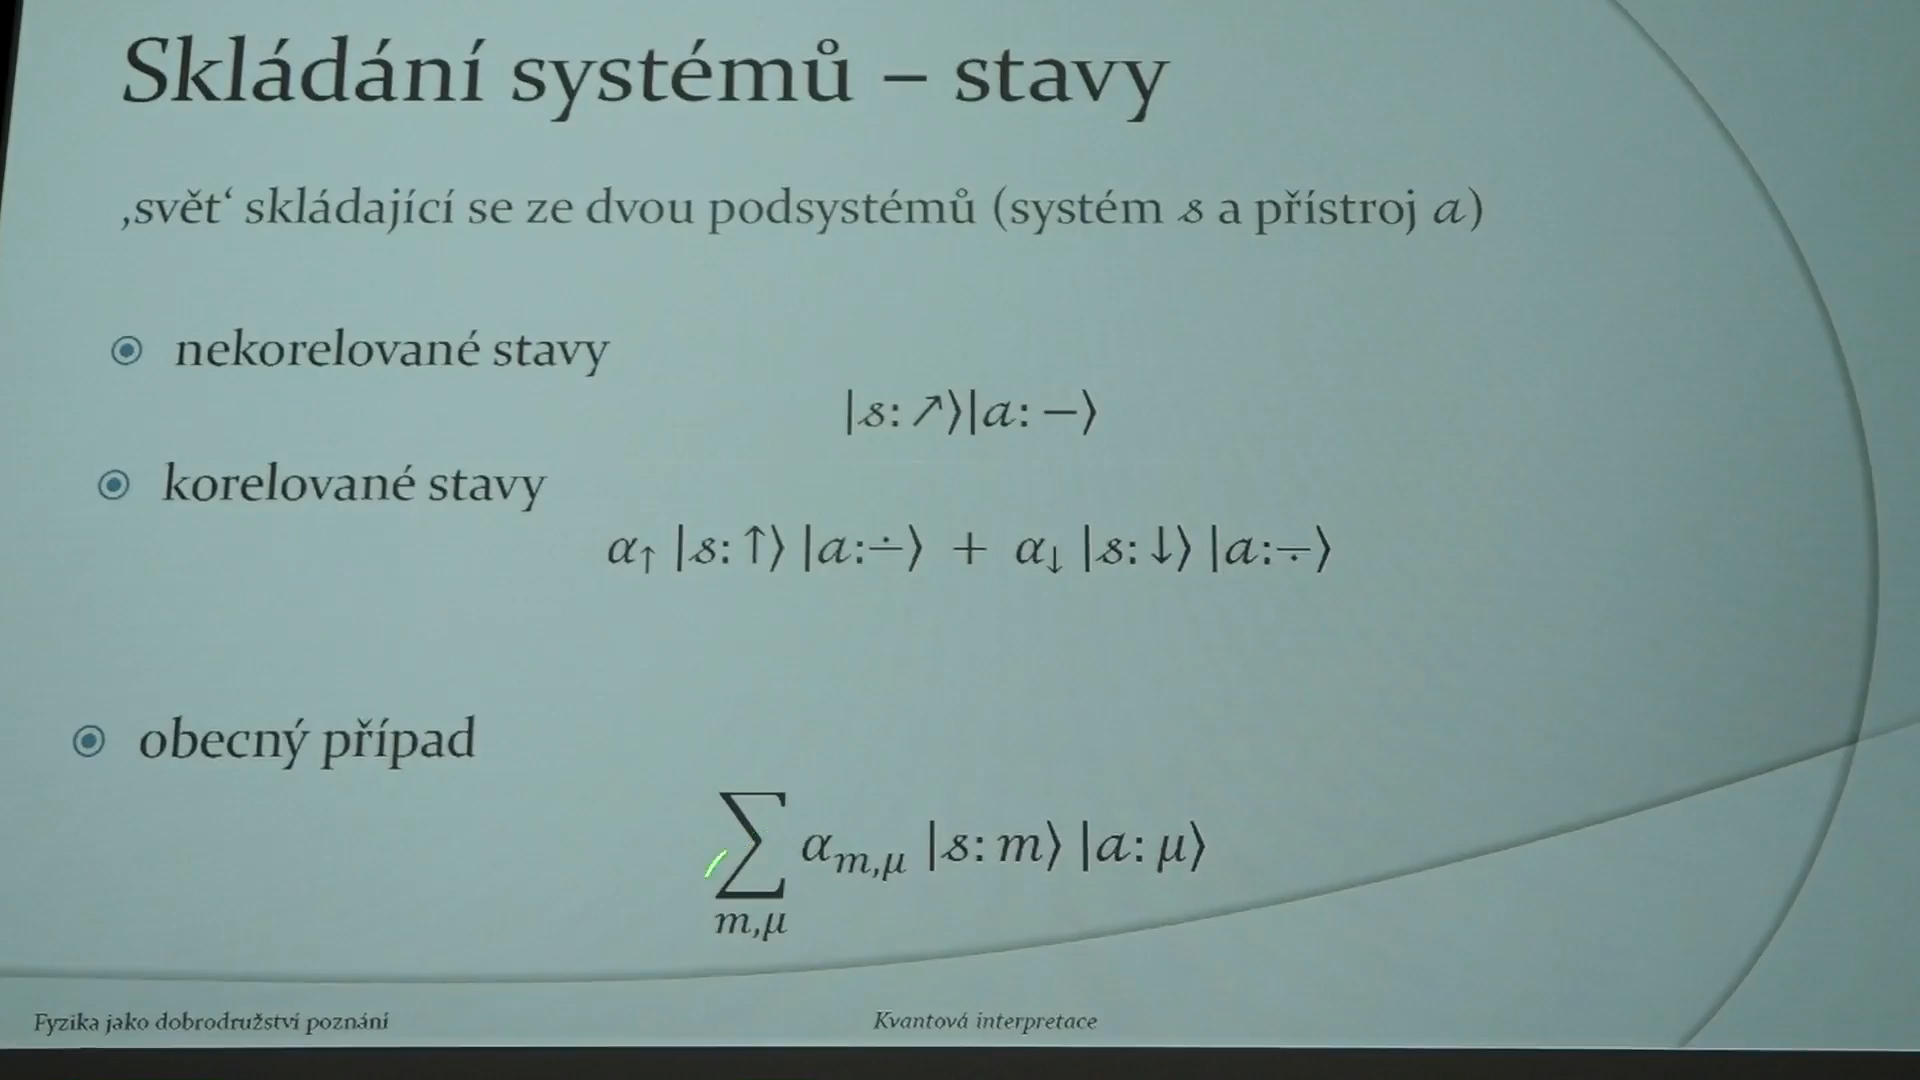 Skládání systémů – stavy
‚svět‘ skládající se ze dvou podsystémů (systém 𝓈 a přístroj 𝑎)
nekorelované stavy
|𝓈: ↗⟩|𝑎: −⟩
korelované stavy
α↑ |𝓈: ↑⟩ |𝑎:∸⟩ + α↓ |𝓈: ↓⟩ |𝑎:⨪⟩
obecný případ
∑ αm,μ |𝓈: m⟩ |𝑎: μ⟩
m,μ
Fyzika jako dobrodružství poznání
Kvantová interpretace